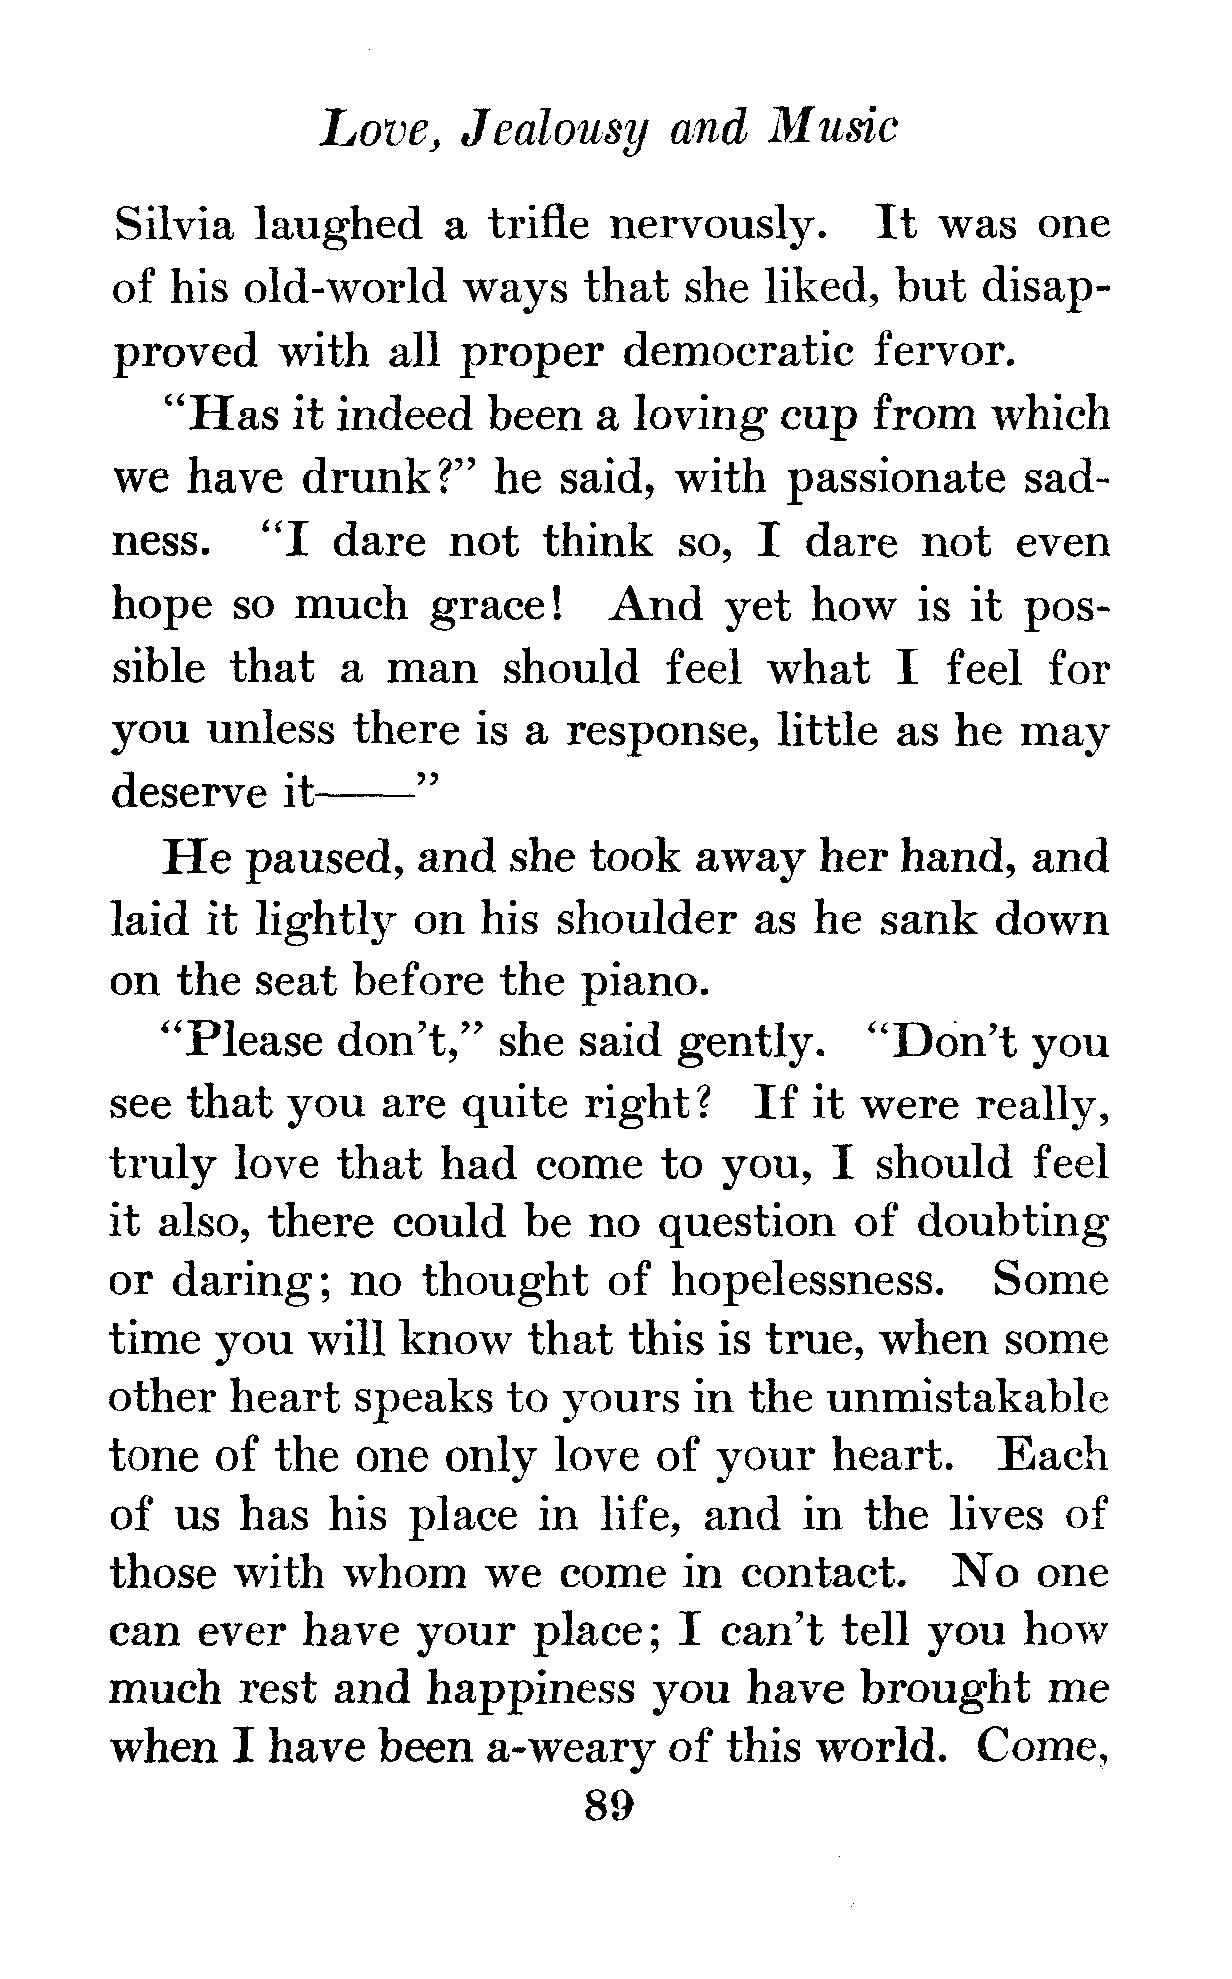 Love, Jealousy and Music
Silvia laughed a trifle nervously. It was one
of his old-world ways that she liked, but disap-
proved with all proper democratic fervor.
“Has it indeed been a loving cup from which
we have drunk?” he said, with passionate sad-
ness. “I dare not think so, I dare not even
hope so much grace! And yet how is it pos-
sible that a man should feel what I feel for
you unless there is a response, little as he may
deserve it——”
He paused, and she took away her hand, and
laid it lightly on his shoulder as he sank down
on the seat before the piano.
“Please don’t,” she said gently. “Don’t you
see that you are quite right? If it were really,
truly love that had come to you, I should feel
it also, there could be no question of doubting
or daring; no thought of hopelessness. Some
time you will know that this is true, when some
other heart speaks to yours in the unmistakable
tone of the one only love of your heart. Each
of us has his place in life, and in the lives of
those with whom we come in contact. No one
can ever have your place; I can’t tell you how
much rest and happiness you have brought me
when I have been a-weary of this world. Come,
89